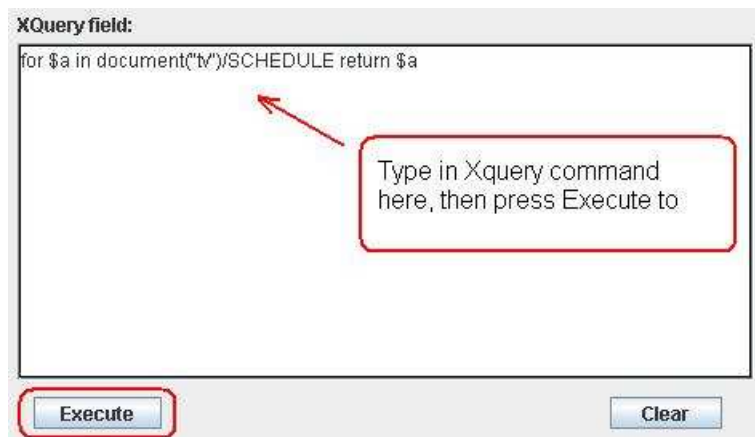 XQuery field:
for $a in document("tv")/SCHEDULE return $a
Type in Xquery command
here, then press Execute to
Execute
Clear